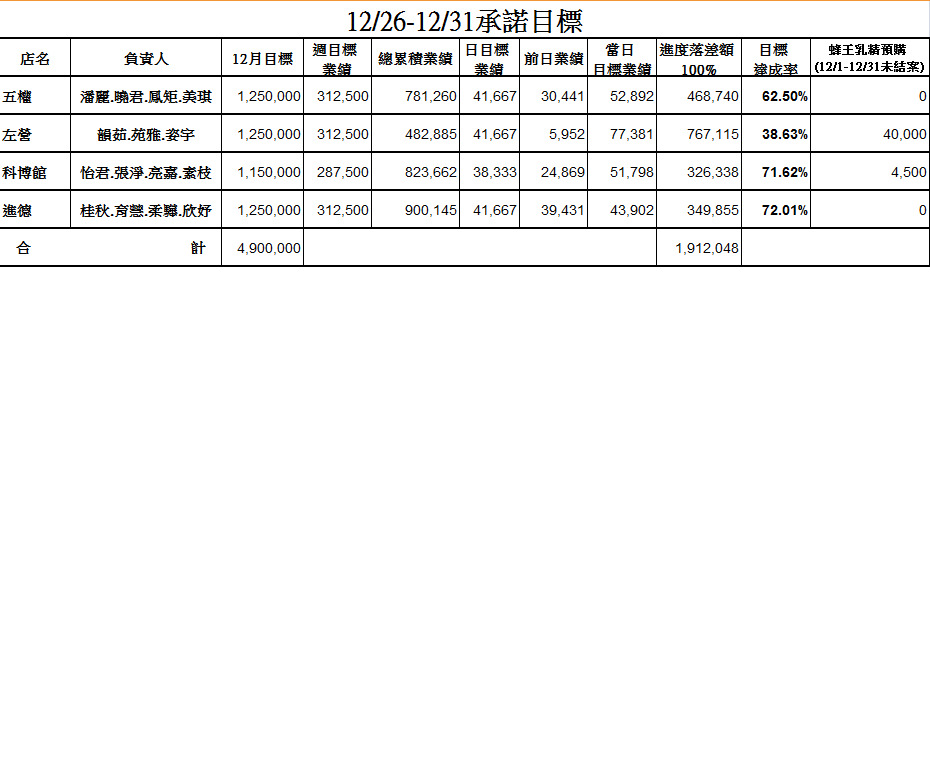 12/26-12/31承諾目標
店名 負責人 12月目標 週目標業績 總累積業績 日目標業績 前日業績 當日目標業績 進度落差額100% 目標達成率 蜂王乳精預購(12/1-12/31未結案)
五權 潘麗.曉君.鳳矩.美琪 1,250,000 312,500 781,260 41,667 30,441 52,892 468,740 62.50% 0
左營 韻茹.苑雅.姿宇 1,250,000 312,500 482,885 41,667 5,952 77,381 767,115 38.63% 40,000
科博館 怡君.張淨.亮嘉.素枝 1,150,000 287,500 823,662 38,333 24,869 51,798 326,338 71.62% 4,500
進德 桂秋.育慧.柔驊.欣妤 1,250,000 312,500 900,145 41,667 39,431 43,902 349,855 72.01% 0
合 計 4,900,000 1,912,048